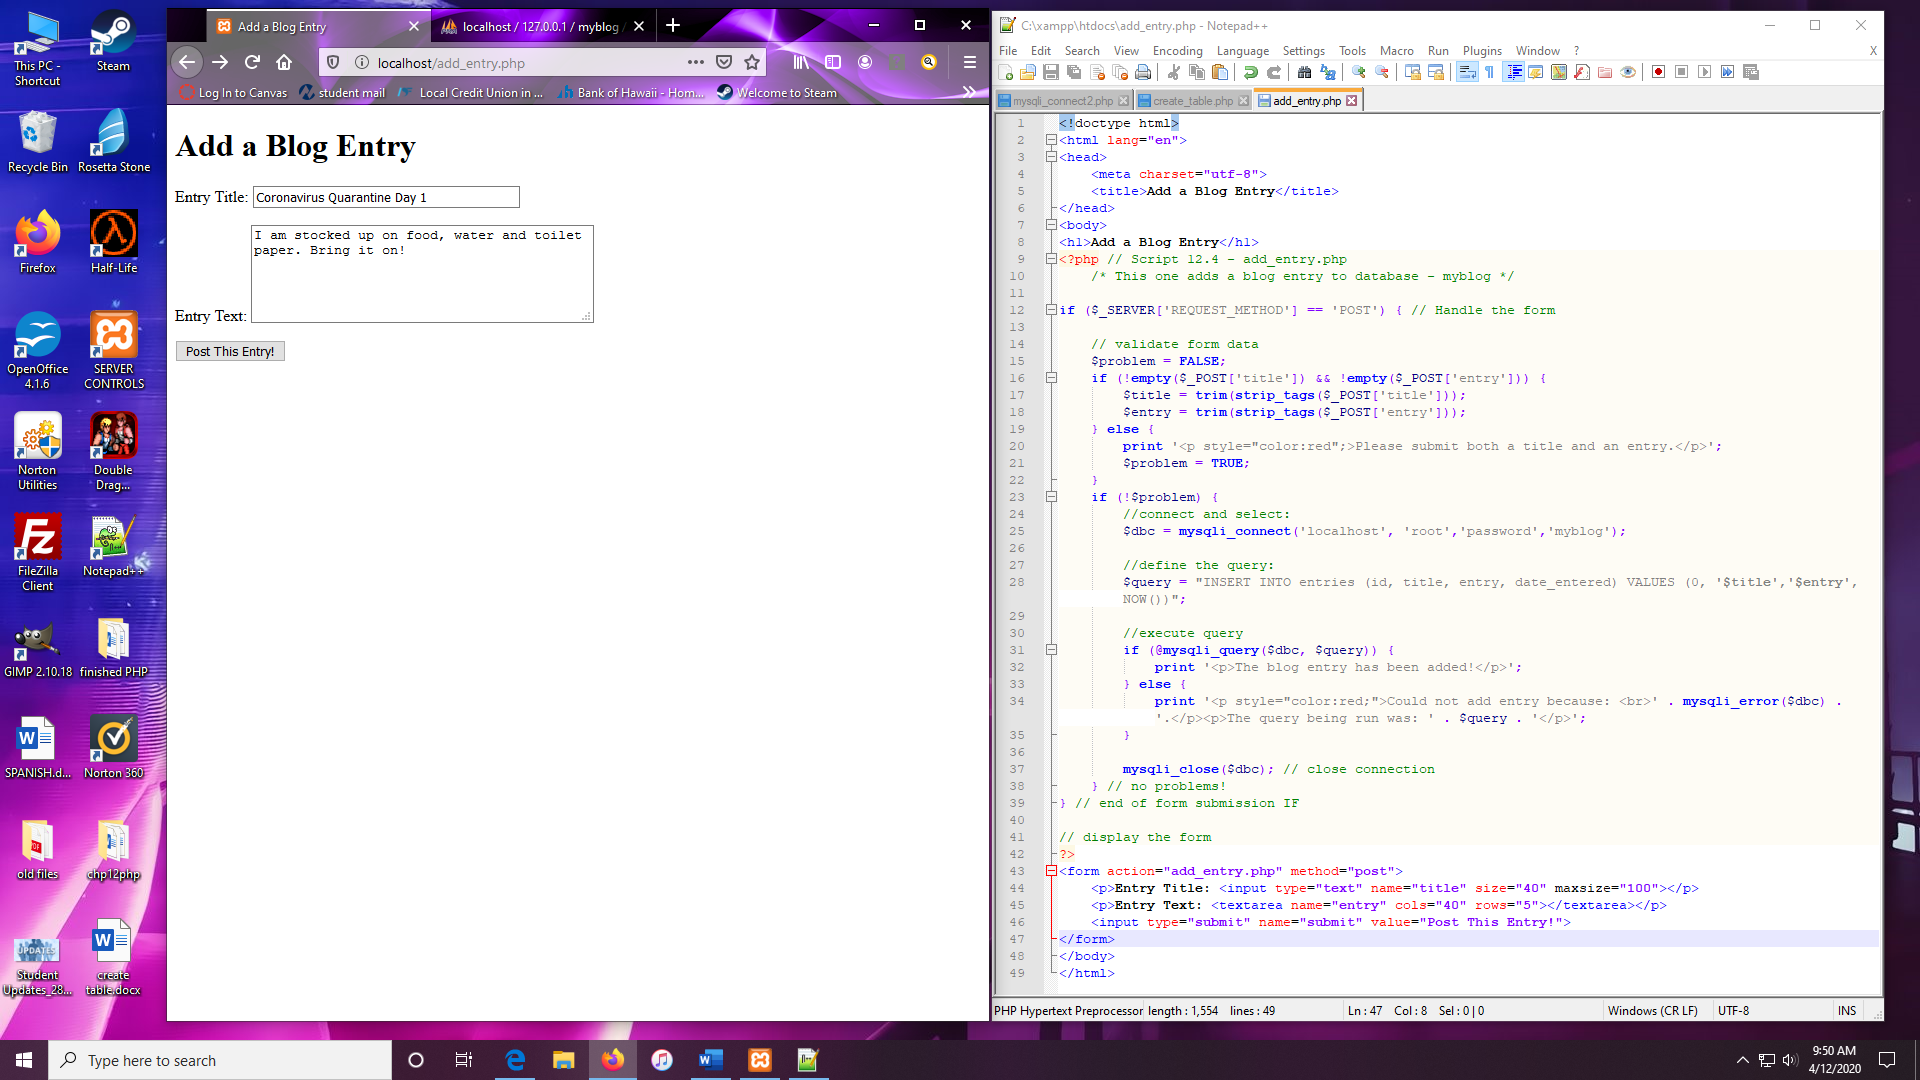 This PC - Shortcut
Steam
Recycle Bin
Rosetta Stone
Firefox
Half-Life
OpenOffice 4.1.6
SERVER CONTROLS
Norton Utilities
Double Drag...
FileZilla Client
Notepad++
GIMP 2.10.18
finished PHP
SPANISH.d...
Norton 360
old files
chp12php
UPDATES
Student Updates_28...
create table.docx
Add a Blog Entry
localhost / 127.0.0.1 / myblog /
localhost/add_entry.php
Log In to Canvas
student mail
Local Credit Union in ...
Bank of Hawaii - Hom...
Welcome to Steam
Add a Blog Entry
Entry Title: Coronavirus Quarantine Day 1
I am stocked up on food, water and toilet
paper. Bring it on!
Entry Text:
Post This Entry!
C:\xampp\htdocs\add_entry.php - Notepad++
File Edit Search View Encoding Language Settings Tools Macro Run Plugins Window ? X
mysqli_connect2.php create_table.php add_entry.php
1 <!doctype html>
2 <html lang="en">
3 <head>
4 <meta charset="utf-8">
5 <title>Add a Blog Entry</title>
6 </head>
7 <body>
8 <h1>Add a Blog Entry</h1>
9 <?php // Script 12.4 - add_entry.php
10 /* This one adds a blog entry to database - myblog */
11
12 if ($_SERVER['REQUEST_METHOD'] == 'POST') { // Handle the form
13
14 // validate form data
15 $problem = FALSE;
16 if (!empty($_POST['title']) && !empty($_POST['entry'])) {
17 $title = trim(strip_tags($_POST['title']));
18 $entry = trim(strip_tags($_POST['entry']));
19 } else {
20 print '<p style="color:red";>Please submit both a title and an entry.</p>';
21 $problem = TRUE;
22 }
23 if (!$problem) {
24 //connect and select:
25 $dbc = mysqli_connect('localhost', 'root','password','myblog');
26
27 //define the query:
28 $query = "INSERT INTO entries (id, title, entry, date_entered) VALUES (0, '$title','$entry',
NOW())";
29
30 //execute query
31 if (@mysqli_query($dbc, $query)) {
32 print '<p>The blog entry has been added!</p>';
33 } else {
34 print '<p style="color:red;">Could not add entry because: <br>' . mysqli_error($dbc) .
'.</p><p>The query being run was: ' . $query . '</p>';
35 }
36
37 mysqli_close($dbc); // close connection
38 } // no problems!
39 } // end of form submission IF
40
41 // display the form
42 ?>
43 <form action="add_entry.php" method="post">
44 <p>Entry Title: <input type="text" name="title" size="40" maxsize="100"></p>
45 <p>Entry Text: <textarea name="entry" cols="40" rows="5"></textarea></p>
46 <input type="submit" name="submit" value="Post This Entry!">
47 </form>
48 </body>
49 </html>
PHP Hypertext Preprocessor length : 1,554 lines : 49 Ln : 47 Col : 8 Sel : 0 | 0 Windows (CR LF) UTF-8 INS
Type here to search
9:50 AM
4/12/2020